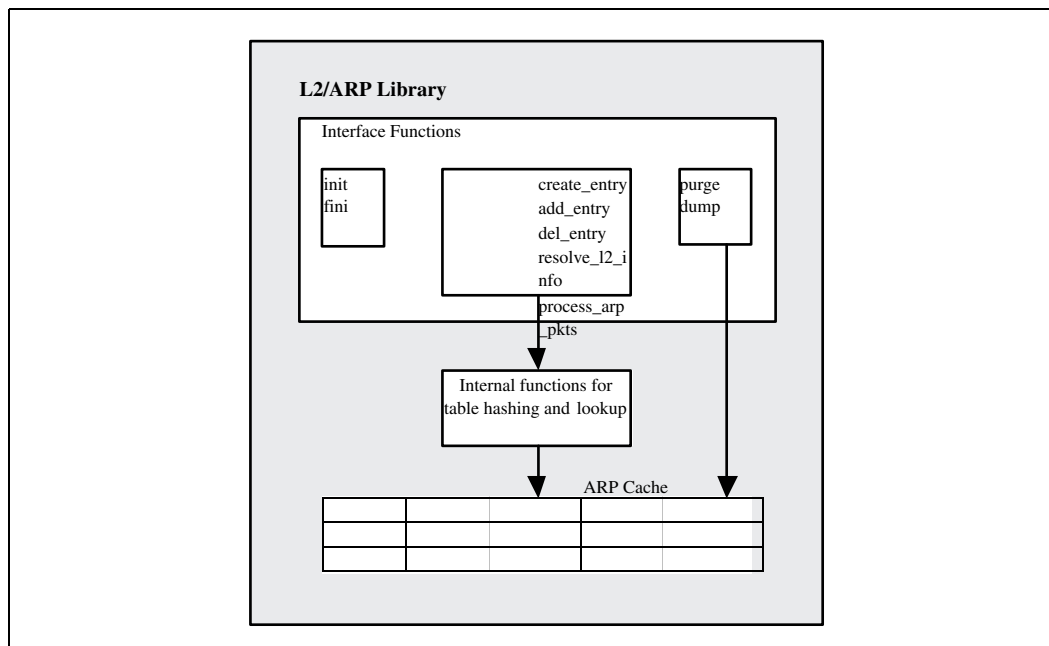 L2/ARP Library
Interface Functions
init
fini
create_entry
add_entry
del_entry
resolve_l2_i
nfo
process_arp
_pkts
purge
dump
Internal functions for
table hashing and lookup
ARP Cache